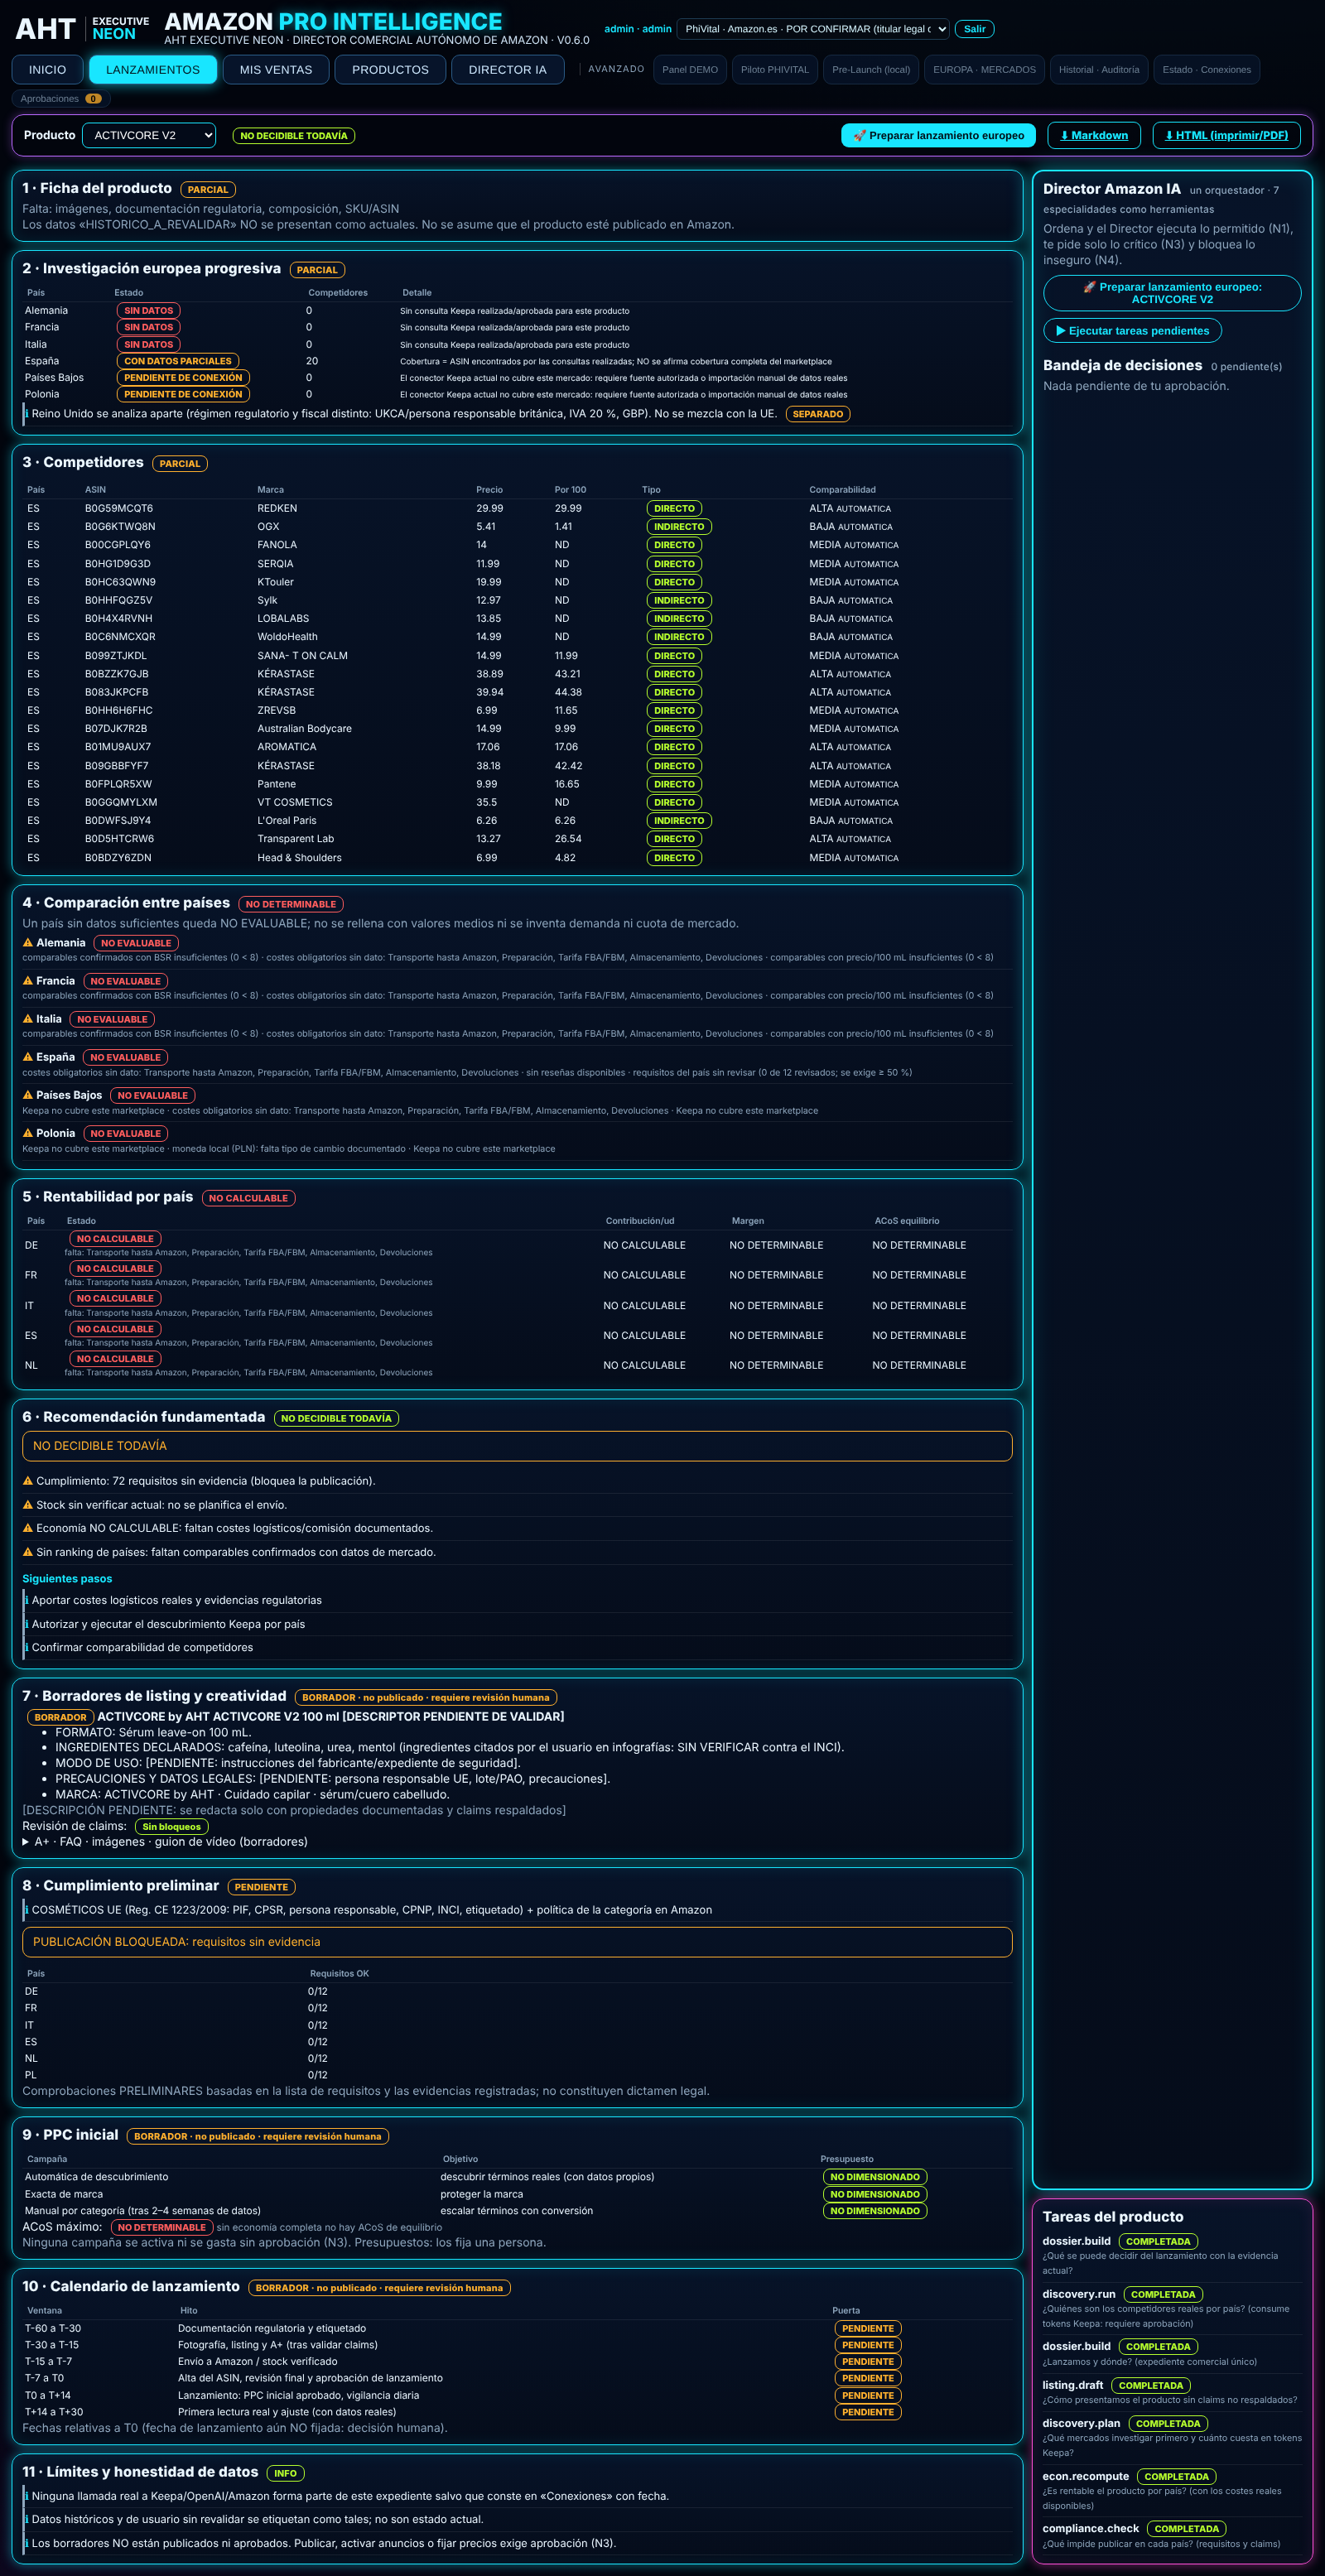 AHT EXECUTIVE NEON
AMAZON PRO INTELLIGENCE
AHT EXECUTIVE NEON · DIRECTOR COMERCIAL AUTÓNOMO DE AMAZON · V0.6.0
admin · admin PhiVital - Amazon.es - POR CONFIRMAR (titular legal c Salir
INICIO LANZAMIENTOS MIS VENTAS PRODUCTOS DIRECTOR IA AVANZADO Panel DEMO Piloto PHIVITAL Pre-Launch (local) EUROPA · MERCADOS Historial · Auditoría Estado · Conexiones
Aprobaciones 0
Producto ACTIVCORE V2 NO DECIDIBLE TODAVÍA 🚀 Preparar lanzamiento europeo ⬇ Markdown ⬇ HTML (imprimir/PDF)
1 · Ficha del producto PARCIAL
Falta: imágenes, documentación regulatoria, composición, SKU/ASIN
Los datos «HISTORICO_A_REVALIDAR» NO se presentan como actuales. No se asume que el producto esté publicado en Amazon.
2 · Investigación europea progresiva PARCIAL
País Estado Competidores Detalle
Alemania SIN DATOS 0 Sin consulta Keepa realizada/aprobada para este producto
Francia SIN DATOS 0 Sin consulta Keepa realizada/aprobada para este producto
Italia SIN DATOS 0 Sin consulta Keepa realizada/aprobada para este producto
España CON DATOS PARCIALES 20 Cobertura = ASIN encontrados por las consultas realizadas; NO se afirma cobertura completa del marketplace
Países Bajos PENDIENTE DE CONEXIÓN 0 El conector Keepa actual no cubre este mercado: requiere fuente autorizada o importación manual de datos reales
Polonia PENDIENTE DE CONEXIÓN 0 El conector Keepa actual no cubre este mercado: requiere fuente autorizada o importación manual de datos reales
ℹ Reino Unido se analiza aparte (régimen regulatorio y fiscal distinto: UKCA/persona responsable británica, IVA 20 %, GBP). No se mezcla con la UE. SEPARADO
3 · Competidores PARCIAL
País ASIN Marca Precio Por 100 Tipo Comparabilidad
ES B0G59MCQT6 REDKEN 29.99 29.99 DIRECTO ALTA AUTOMATICA
ES B0G6KTWQ8N OGX 5.41 1.41 INDIRECTO BAJA AUTOMATICA
ES B00CGPLQY6 FANOLA 14 ND DIRECTO MEDIA AUTOMATICA
ES B0HG1D9G3D SERQIA 11.99 ND DIRECTO MEDIA AUTOMATICA
ES B0HC63QWN9 KTouler 19.99 ND DIRECTO MEDIA AUTOMATICA
ES B0HHFQGZ5V Sylk 12.97 ND INDIRECTO BAJA AUTOMATICA
ES B0H4X4RVNH LOBALABS 13.85 ND INDIRECTO BAJA AUTOMATICA
ES B0C6NMCXQR WoldoHealth 14.99 ND INDIRECTO BAJA AUTOMATICA
ES B099ZTJKDL SANA- T ON CALM 14.99 11.99 DIRECTO MEDIA AUTOMATICA
ES B0BZZK7GJB KÉRASTASE 38.89 43.21 DIRECTO ALTA AUTOMATICA
ES B083JKPCFB KÉRASTASE 39.94 44.38 DIRECTO ALTA AUTOMATICA
ES B0HH6H6FHC ZREVSB 6.99 11.65 DIRECTO MEDIA AUTOMATICA
ES B07DJK7R2B Australian Bodycare 14.99 9.99 DIRECTO MEDIA AUTOMATICA
ES B01MU9AUX7 AROMATICA 17.06 17.06 DIRECTO ALTA AUTOMATICA
ES B09GBBFYF7 KÉRASTASE 38.18 42.42 DIRECTO ALTA AUTOMATICA
ES B0FPLQR5XW Pantene 9.99 16.65 DIRECTO MEDIA AUTOMATICA
ES B0GGQMYLXM VT COSMETICS 35.5 ND DIRECTO MEDIA AUTOMATICA
ES B0DWFSJ9Y4 L'Oreal Paris 6.26 6.26 INDIRECTO BAJA AUTOMATICA
ES B0D5HTCRW6 Transparent Lab 13.27 26.54 DIRECTO ALTA AUTOMATICA
ES B0BDZY6ZDN Head & Shoulders 6.99 4.82 DIRECTO MEDIA AUTOMATICA
4 · Comparación entre países NO DETERMINABLE
Un país sin datos suficientes queda NO EVALUABLE; no se rellena con valores medios ni se inventa demanda ni cuota de mercado.
⚠ Alemania NO EVALUABLE
comparables confirmados con BSR insuficientes (0 < 8) · costes obligatorios sin dato: Transporte hasta Amazon, Preparación, Tarifa FBA/FBM, Almacenamiento, Devoluciones · comparables con precio/100 mL insuficientes (0 < 8)
⚠ Francia NO EVALUABLE
comparables confirmados con BSR insuficientes (0 < 8) · costes obligatorios sin dato: Transporte hasta Amazon, Preparación, Tarifa FBA/FBM, Almacenamiento, Devoluciones · comparables con precio/100 mL insuficientes (0 < 8)
⚠ Italia NO EVALUABLE
comparables confirmados con BSR insuficientes (0 < 8) · costes obligatorios sin dato: Transporte hasta Amazon, Preparación, Tarifa FBA/FBM, Almacenamiento, Devoluciones · comparables con precio/100 mL insuficientes (0 < 8)
⚠ España NO EVALUABLE
costes obligatorios sin dato: Transporte hasta Amazon, Preparación, Tarifa FBA/FBM, Almacenamiento, Devoluciones · sin reseñas disponibles · requisitos del país sin revisar (0 de 12 revisados; se exige ≥ 50 %)
⚠ Países Bajos NO EVALUABLE
Keepa no cubre este marketplace · costes obligatorios sin dato: Transporte hasta Amazon, Preparación, Tarifa FBA/FBM, Almacenamiento, Devoluciones · Keepa no cubre este marketplace
⚠ Polonia NO EVALUABLE
Keepa no cubre este marketplace · moneda local (PLN): falta tipo de cambio documentado · Keepa no cubre este marketplace
5 · Rentabilidad por país NO CALCULABLE
País Estado Contribución/ud Margen ACoS equilibrio
DE NO CALCULABLE NO CALCULABLE NO DETERMINABLE NO DETERMINABLE
falta: Transporte hasta Amazon, Preparación, Tarifa FBA/FBM, Almacenamiento, Devoluciones
FR NO CALCULABLE NO CALCULABLE NO DETERMINABLE NO DETERMINABLE
falta: Transporte hasta Amazon, Preparación, Tarifa FBA/FBM, Almacenamiento, Devoluciones
IT NO CALCULABLE NO CALCULABLE NO DETERMINABLE NO DETERMINABLE
falta: Transporte hasta Amazon, Preparación, Tarifa FBA/FBM, Almacenamiento, Devoluciones
ES NO CALCULABLE NO CALCULABLE NO DETERMINABLE NO DETERMINABLE
falta: Transporte hasta Amazon, Preparación, Tarifa FBA/FBM, Almacenamiento, Devoluciones
NL NO CALCULABLE NO CALCULABLE NO DETERMINABLE NO DETERMINABLE
falta: Transporte hasta Amazon, Preparación, Tarifa FBA/FBM, Almacenamiento, Devoluciones
6 · Recomendación fundamentada NO DECIDIBLE TODAVÍA
NO DECIDIBLE TODAVÍA
⚠ Cumplimiento: 72 requisitos sin evidencia (bloquea la publicación).
⚠ Stock sin verificar actual: no se planifica el envío.
⚠ Economía NO CALCULABLE: faltan costes logísticos/comisión documentados.
⚠ Sin ranking de países: faltan comparables confirmados con datos de mercado.
Siguientes pasos
ℹ Aportar costes logísticos reales y evidencias regulatorias
ℹ Autorizar y ejecutar el descubrimiento Keepa por país
ℹ Confirmar comparabilidad de competidores
7 · Borradores de listing y creatividad BORRADOR · no publicado · requiere revisión humana
BORRADOR ACTIVCORE by AHT ACTIVCORE V2 100 ml [DESCRIPTOR PENDIENTE DE VALIDAR]
• FORMATO: Sérum leave-on 100 mL.
• INGREDIENTES DECLARADOS: cafeína, luteolina, urea, mentol (ingredientes citados por el usuario en infografías: SIN VERIFICAR contra el INCI).
• MODO DE USO: [PENDIENTE: instrucciones del fabricante/expediente de seguridad].
• PRECAUCIONES Y DATOS LEGALES: [PENDIENTE: persona responsable UE, lote/PAO, precauciones].
• MARCA: ACTIVCORE by AHT · Cuidado capilar · sérum/cuero cabelludo.
[DESCRIPCIÓN PENDIENTE: se redacta solo con propiedades documentadas y claims respaldados]
Revisión de claims: Sin bloqueos
▶ A+ · FAQ · imágenes · guion de vídeo (borradores)
8 · Cumplimiento preliminar PENDIENTE
ℹ COSMÉTICOS UE (Reg. CE 1223/2009: PIF, CPSR, persona responsable, CPNP, INCI, etiquetado) + política de la categoría en Amazon
PUBLICACIÓN BLOQUEADA: requisitos sin evidencia
País Requisitos OK
DE 0/12
FR 0/12
IT 0/12
ES 0/12
NL 0/12
PL 0/12
Comprobaciones PRELIMINARES basadas en la lista de requisitos y las evidencias registradas; no constituyen dictamen legal.
9 · PPC inicial BORRADOR · no publicado · requiere revisión humana
Campaña Objetivo Presupuesto
Automática de descubrimiento descubrir términos reales (con datos propios) NO DIMENSIONADO
Exacta de marca proteger la marca NO DIMENSIONADO
Manual por categoría (tras 2–4 semanas de datos) escalar términos con conversión NO DIMENSIONADO
ACoS máximo: NO DETERMINABLE sin economía completa no hay ACoS de equilibrio
Ninguna campaña se activa ni se gasta sin aprobación (N3). Presupuestos: los fija una persona.
10 · Calendario de lanzamiento BORRADOR · no publicado · requiere revisión humana
Ventana Hito Puerta
T-60 a T-30 Documentación regulatoria y etiquetado PENDIENTE
T-30 a T-15 Fotografía, listing y A+ (tras validar claims) PENDIENTE
T-15 a T-7 Envío a Amazon / stock verificado PENDIENTE
T-7 a T0 Alta del ASIN, revisión final y aprobación de lanzamiento PENDIENTE
T0 a T+14 Lanzamiento: PPC inicial aprobado, vigilancia diaria PENDIENTE
T+14 a T+30 Primera lectura real y ajuste (con datos reales) PENDIENTE
Fechas relativas a T0 (fecha de lanzamiento aún NO fijada: decisión humana).
11 · Límites y honestidad de datos INFO
ℹ Ninguna llamada real a Keepa/OpenAI/Amazon forma parte de este expediente salvo que conste en «Conexiones» con fecha.
ℹ Datos históricos y de usuario sin revalidar se etiquetan como tales; no son estado actual.
ℹ Los borradores NO están publicados ni aprobados. Publicar, activar anuncios o fijar precios exige aprobación (N3).
Director Amazon IA un orquestador · 7
especialidades como herramientas
Ordena y el Director ejecuta lo permitido (N1),
te pide solo lo crítico (N3) y bloquea lo
inseguro (N4).
🚀 Preparar lanzamiento europeo:
ACTIVCORE V2
▶ Ejecutar tareas pendientes
Bandeja de decisiones 0 pendiente(s)
Nada pendiente de tu aprobación.
Tareas del producto
dossier.build COMPLETADA
¿Qué se puede decidir del lanzamiento con la evidencia
actual?
discovery.run COMPLETADA
¿Quiénes son los competidores reales por país? (consume
tokens Keepa: requiere aprobación)
dossier.build COMPLETADA
¿Lanzamos y dónde? (expediente comercial único)
listing.draft COMPLETADA
¿Cómo presentamos el producto sin claims no respaldados?
discovery.plan COMPLETADA
¿Qué mercados investigar primero y cuánto cuesta en tokens
Keepa?
econ.recompute COMPLETADA
¿Es rentable el producto por país? (con los costes reales
disponibles)
compliance.check COMPLETADA
¿Qué impide publicar en cada país? (requisitos y claims)